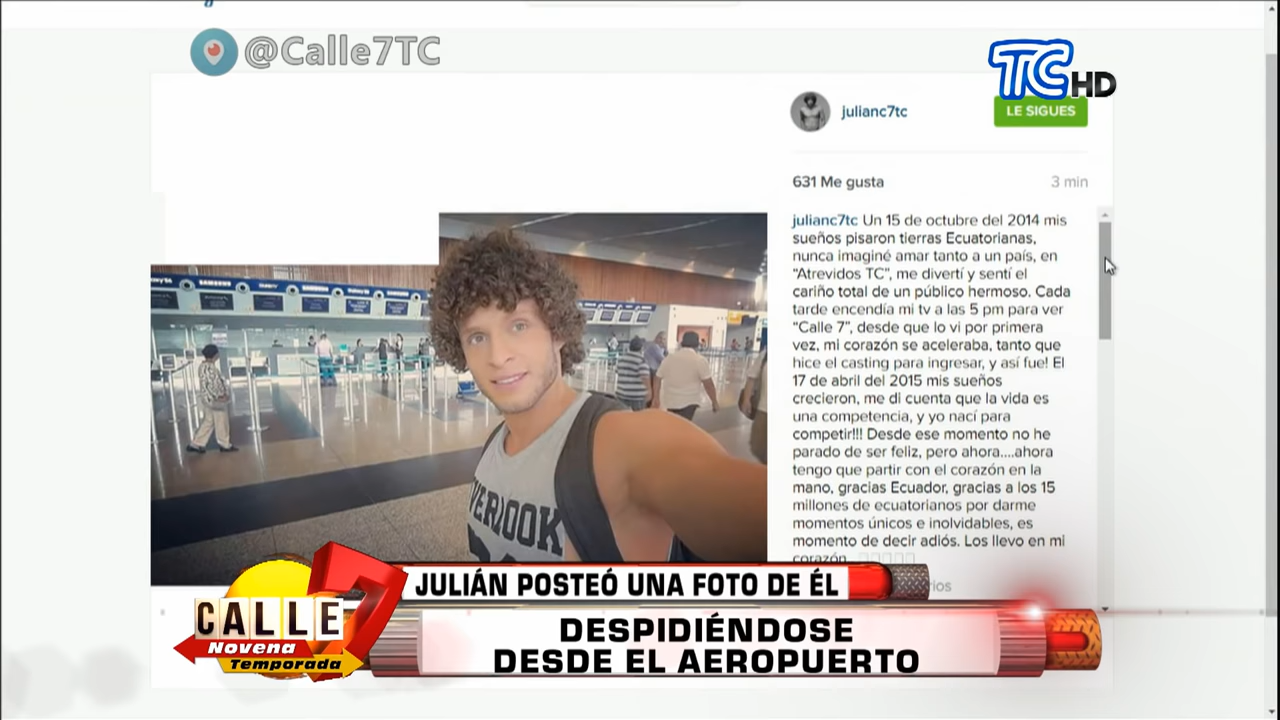 @Calle7TC
TC HD
julianc7tc
LE SIGUES
631 Me gusta
3 min
julianc7tc Un 15 de octubre del 2014 mis
sueños pisaron tierras Ecuatorianas,
nunca imaginé amar tanto a un país, en
"Atrevidos TC", me divertí y sentí el
cariño total de un público hermoso. Cada
tarde encendía mi tv a las 5 pm para ver
"Calle 7", desde que lo vi por primera
vez, mi corazón se aceleraba, tanto que
hice el casting para ingresar, y así fue! El
17 de abril del 2015 mis sueños
crecieron, me di cuenta que la vida es
una competencia, y yo nací para
competir!!! Desde ese momento no he
parado de ser feliz, pero ahora....ahora
tengo que partir con el corazón en la
mano, gracias Ecuador, gracias a los 15
millones de ecuatorianos por darme
momentos únicos e inolvidables, es
momento de decir adiós. Los llevo en mi
corazón
SAMSUNG
VERLOOK
JULIÁN POSTEÓ UNA FOTO DE ÉL
DESPIDIÉNDOSE
DESDE EL AEROPUERTO
CALLE 7
Novena
Temporada